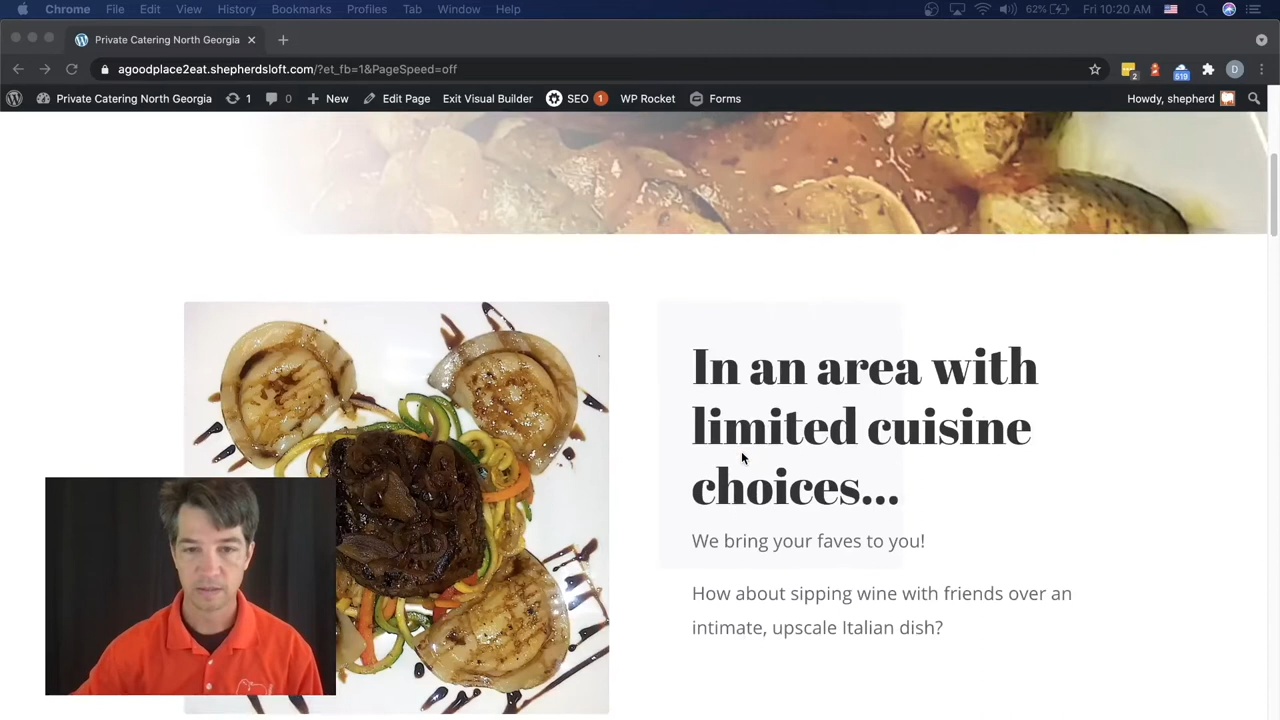 Chrome File Edit View History Bookmarks Profiles Tab Window Help 62% Fri 10:20 AM
Private Catering North Georgia
agoodplace2eat.shepherdsloft.com/?et_fb=1&PageSpeed=off 2 519 D
Private Catering North Georgia 1 0 New Edit Page Exit Visual Builder SEO 1 WP Rocket Forms Howdy, shepherd
In an area with
limited cuisine
choices...
We bring your faves to you!
How about sipping wine with friends over an
intimate, upscale Italian dish?